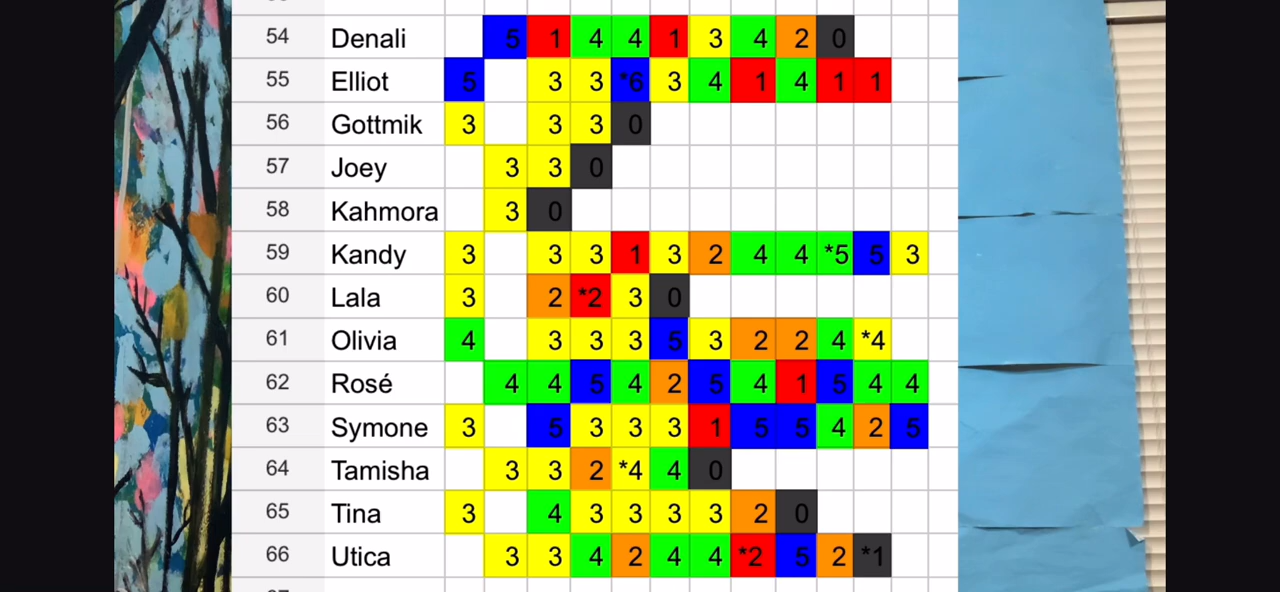 54 Denali 5 1 4 4 1 3 4 2 0
55 Elliot 5 3 3 *6 3 4 1 4 1 1
56 Gottmik 3 3 3 0
57 Joey 3 3 0
58 Kahmora 3 0
59 Kandy 3 3 3 1 3 2 4 4 *5 5 3
60 Lala 3 2 *2 3 0
61 Olivia 4 3 3 3 5 3 2 2 4 *4
62 Rosé 4 4 5 4 2 5 4 1 5 4 4
63 Symone 3 5 3 3 3 1 5 5 4 2 5
64 Tamisha 3 3 2 *4 4 0
65 Tina 3 4 3 3 3 3 2 0
66 Utica 3 3 4 2 4 4 *2 5 2 *1